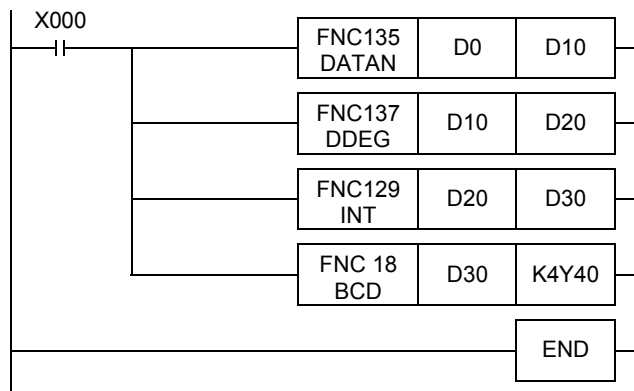 X000
FNC135
DATAN
D0
D10
FNC137
DDEG
D10
D20
FNC129
INT
D20
D30
FNC 18
BCD
D30
K4Y40
END